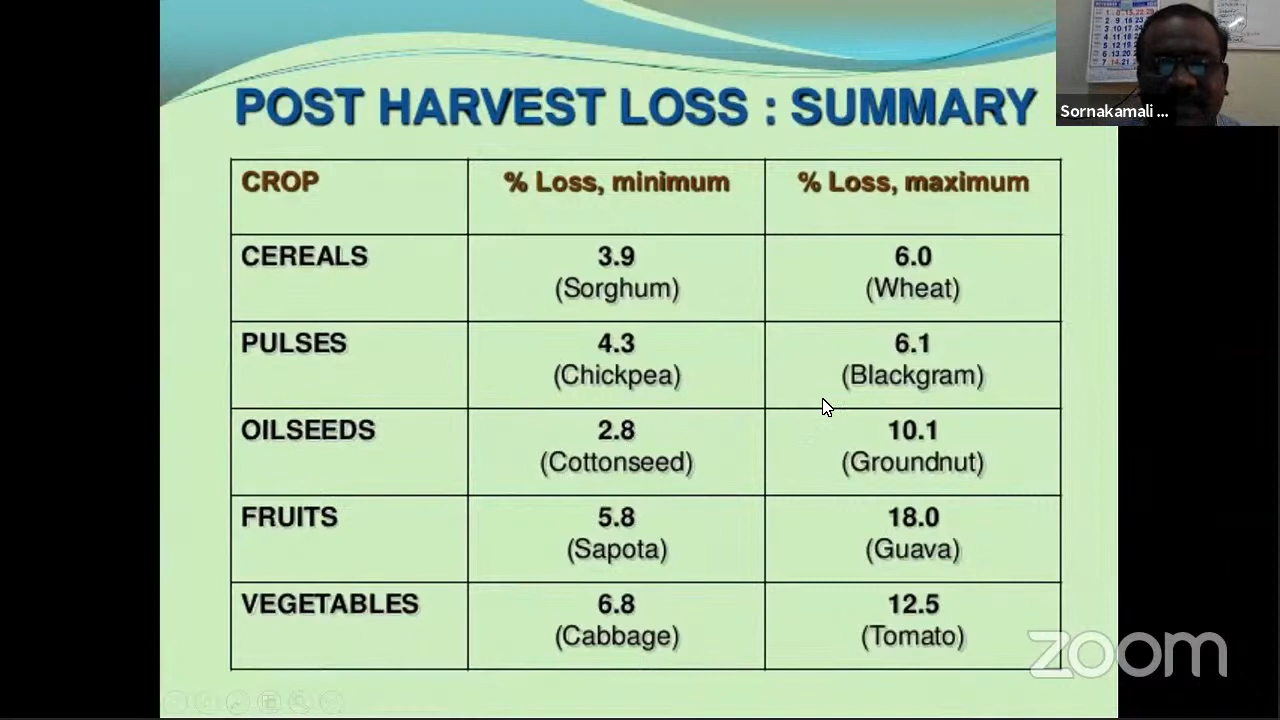 POST HARVEST LOSS : SUMMARY
Sornakamali ...
CROP % Loss, minimum % Loss, maximum
CEREALS 3.9 6.0
(Sorghum) (Wheat)
PULSES 4.3 6.1
(Chickpea) (Blackgram)
OILSEEDS 2.8 10.1
(Cottonseed) (Groundnut)
FRUITS 5.8 18.0
(Sapota) (Guava)
VEGETABLES 6.8 12.5
(Cabbage) (Tomato)
zoom